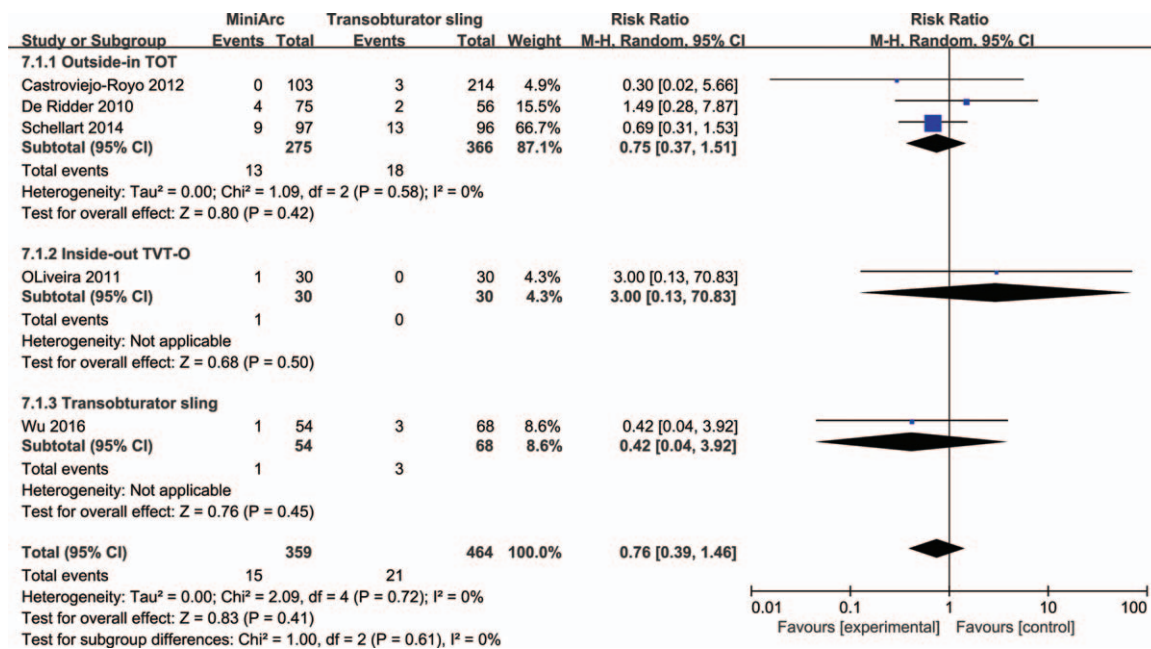 MiniArc Transobturator sling Risk Ratio Risk Ratio
Study or Subgroup Events Total Events Total Weight M-H. Random. 95% CI M-H. Random. 95% CI
7.1.1 Outside-in TOT
Castroviejo-Royo 2012 0 103 3 214 4.9% 0.30 [0.02, 5.66]
De Ridder 2010 4 75 2 56 15.5% 1.49 [0.28, 7.87]
Schellart 2014 9 97 13 96 66.7% 0.69 [0.31, 1.53]
Subtotal (95% CI) 275 366 87.1% 0.75 [0.37, 1.51]
Total events 13 18
Heterogeneity: Tau² = 0.00; Chi² = 1.09, df = 2 (P = 0.58); I² = 0%
Test for overall effect: Z = 0.80 (P = 0.42)
7.1.2 Inside-out TVT-O
OLiveira 2011 1 30 0 30 4.3% 3.00 [0.13, 70.83]
Subtotal (95% CI) 30 30 4.3% 3.00 [0.13, 70.83]
Total events 1 0
Heterogeneity: Not applicable
Test for overall effect: Z = 0.68 (P = 0.50)
7.1.3 Transobturator sling
Wu 2016 1 54 3 68 8.6% 0.42 [0.04, 3.92]
Subtotal (95% CI) 54 68 8.6% 0.42 [0.04, 3.92]
Total events 1 3
Heterogeneity: Not applicable
Test for overall effect: Z = 0.76 (P = 0.45)
Total (95% CI) 359 464 100.0% 0.76 [0.39, 1.46]
Total events 15 21
Heterogeneity: Tau² = 0.00; Chi² = 2.09, df = 4 (P = 0.72); I² = 0%
Test for overall effect: Z = 0.83 (P = 0.41)
Test for subgroup differences: Chi² = 1.00, df = 2 (P = 0.61), I² = 0%
0.01 0.1 1 10 100
Favours [experimental] Favours [control]